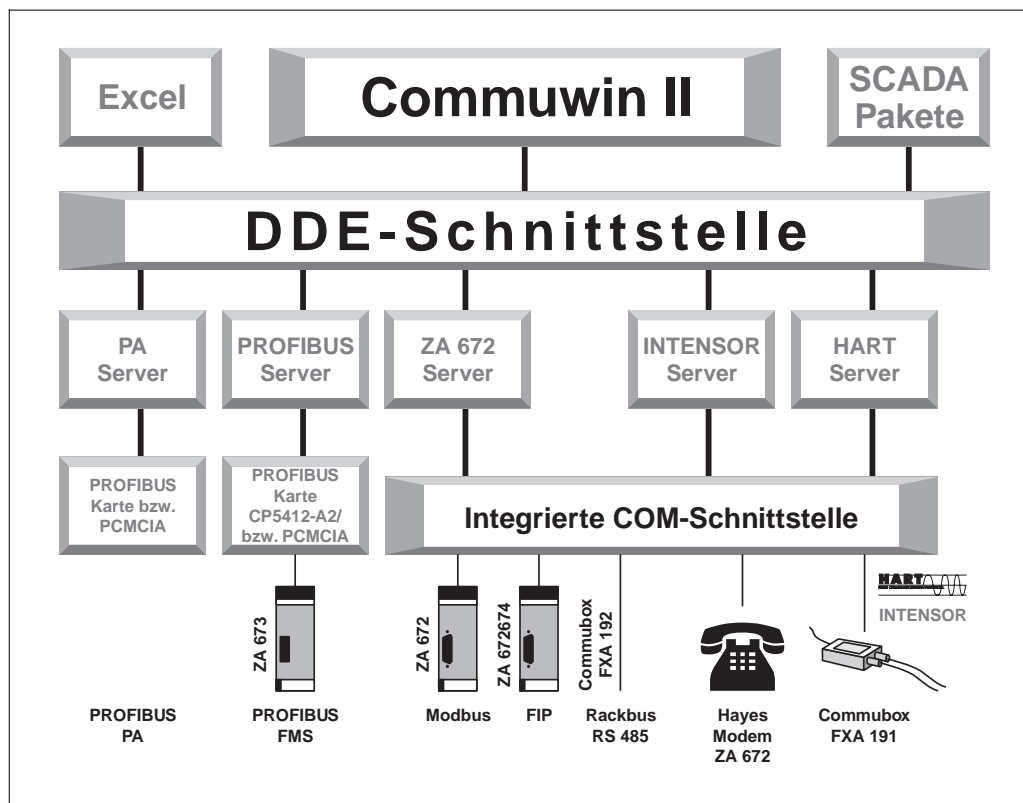 Excel
Commuwin II
SCADA
Pakete
DDE-Schnittstelle
PA
Server
PROFIBUS
Server
ZA 672
Server
INTENSOR
Server
HART
Server
PROFIBUS
Karte bzw.
PCMCIA
PROFIBUS
Karte
CP5412-A2/
bzw. PCMCIA
Integrierte COM-Schnittstelle
ZA 673
ZA 672
ZA 672674
Commubox
FXA 192
HART
INTENSOR
PROFIBUS
PA
PROFIBUS
FMS
Modbus
FIP
Rackbus
RS 485
Hayes
Modem
ZA 672
Commubox
FXA 191